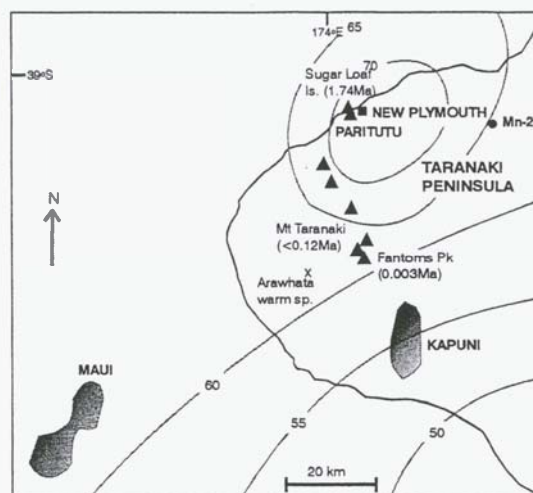 65
174°E
39°S
70
Sugar Loaf
Is. (1.74Ma)
NEW PLYMOUTH
PARITUTU
Mn-2
TARANAKI
PENINSULA
N
Mt Taranaki
(<0.12Ma)
Fantoms Pk
(0.003Ma)
x
Arawhata
warm sp.
KAPUNI
MAUI
60
55
50
20 km